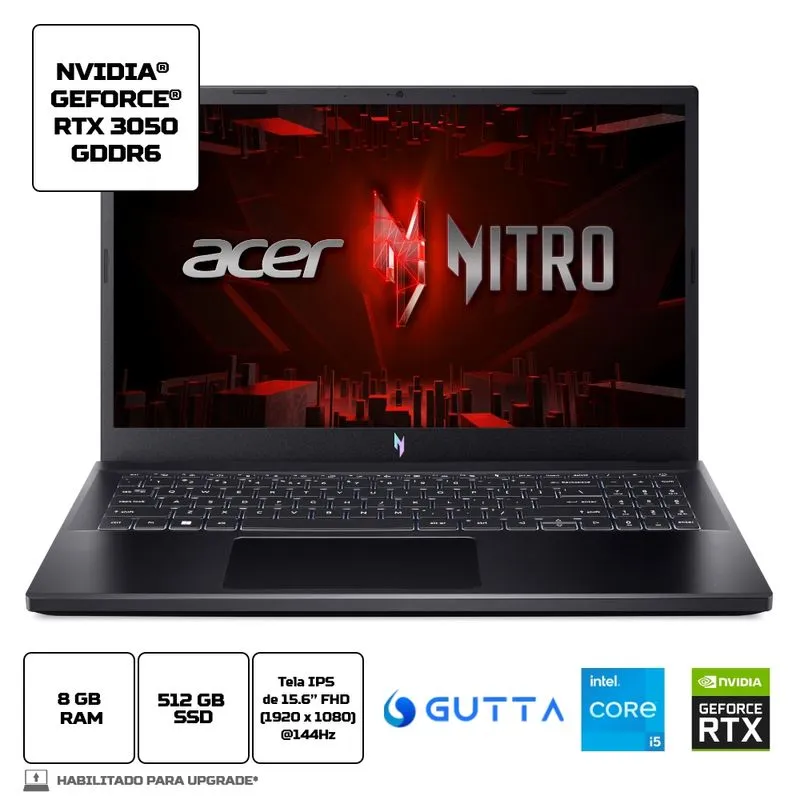 NVIDIA®
GEFORCE®
RTX 3050
GDDR6
acer NITRO
8 GB
RAM
512 GB
SSD
Tela IPS
de 15.6” FHD
(1920 x 1080)
@144Hz
GUTTA
intel.
CORE
i5
NVIDIA
GEFORCE
RTX
HABILITADO PARA UPGRADE*